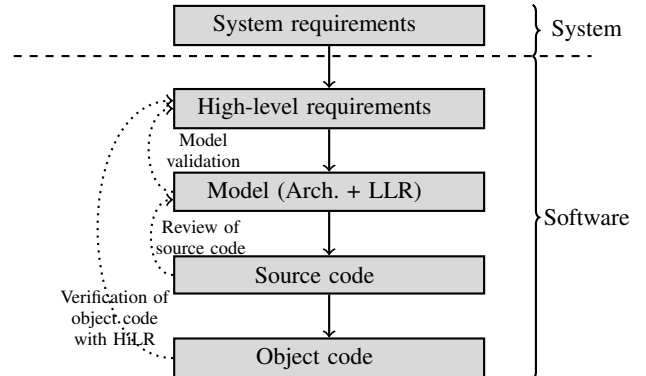 System requirements
System
High-level requirements
Model
validation
Model (Arch. + LLR)
Software
Review of
source code
Source code
Verification of
object code
with HiLR
Object code